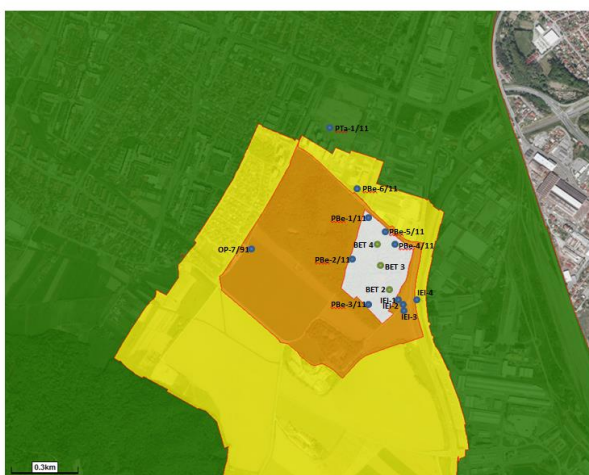 PTa-1/11
PBe-6/11
PBe-1/11
PBe-5/11
BET 4
PBe-4/11
OP-7/91
PBe-2/11
BET 3
BET 2
IEI-1
IEI-4
IEI-2
PBe-3/11
IEI-3
0.3km